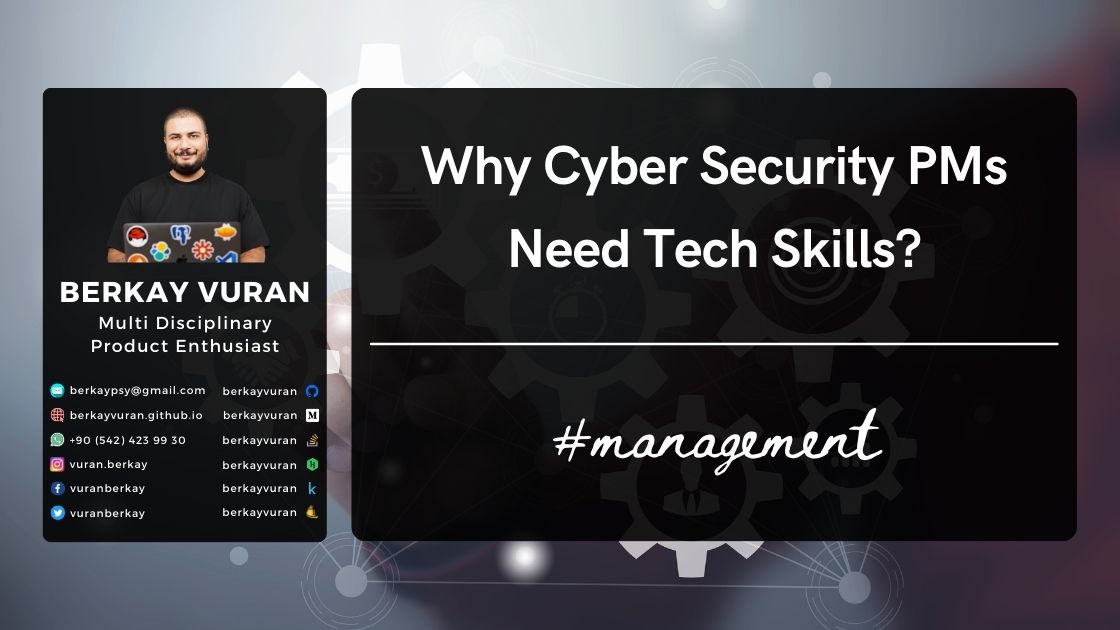 BERKAY VURAN
Multi Disciplinary
Product Enthusiast
berkaypsy@gmail.com
berkayvuran.github.io
+90 (542) 423 99 30
vuran.berkay
vuranberkay
vuranberkay
berkayvuran
berkayvuran
berkayvuran
berkayvuran
berkayvuran
berkayvuran
Why Cyber Security PMs
Need Tech Skills?
#management